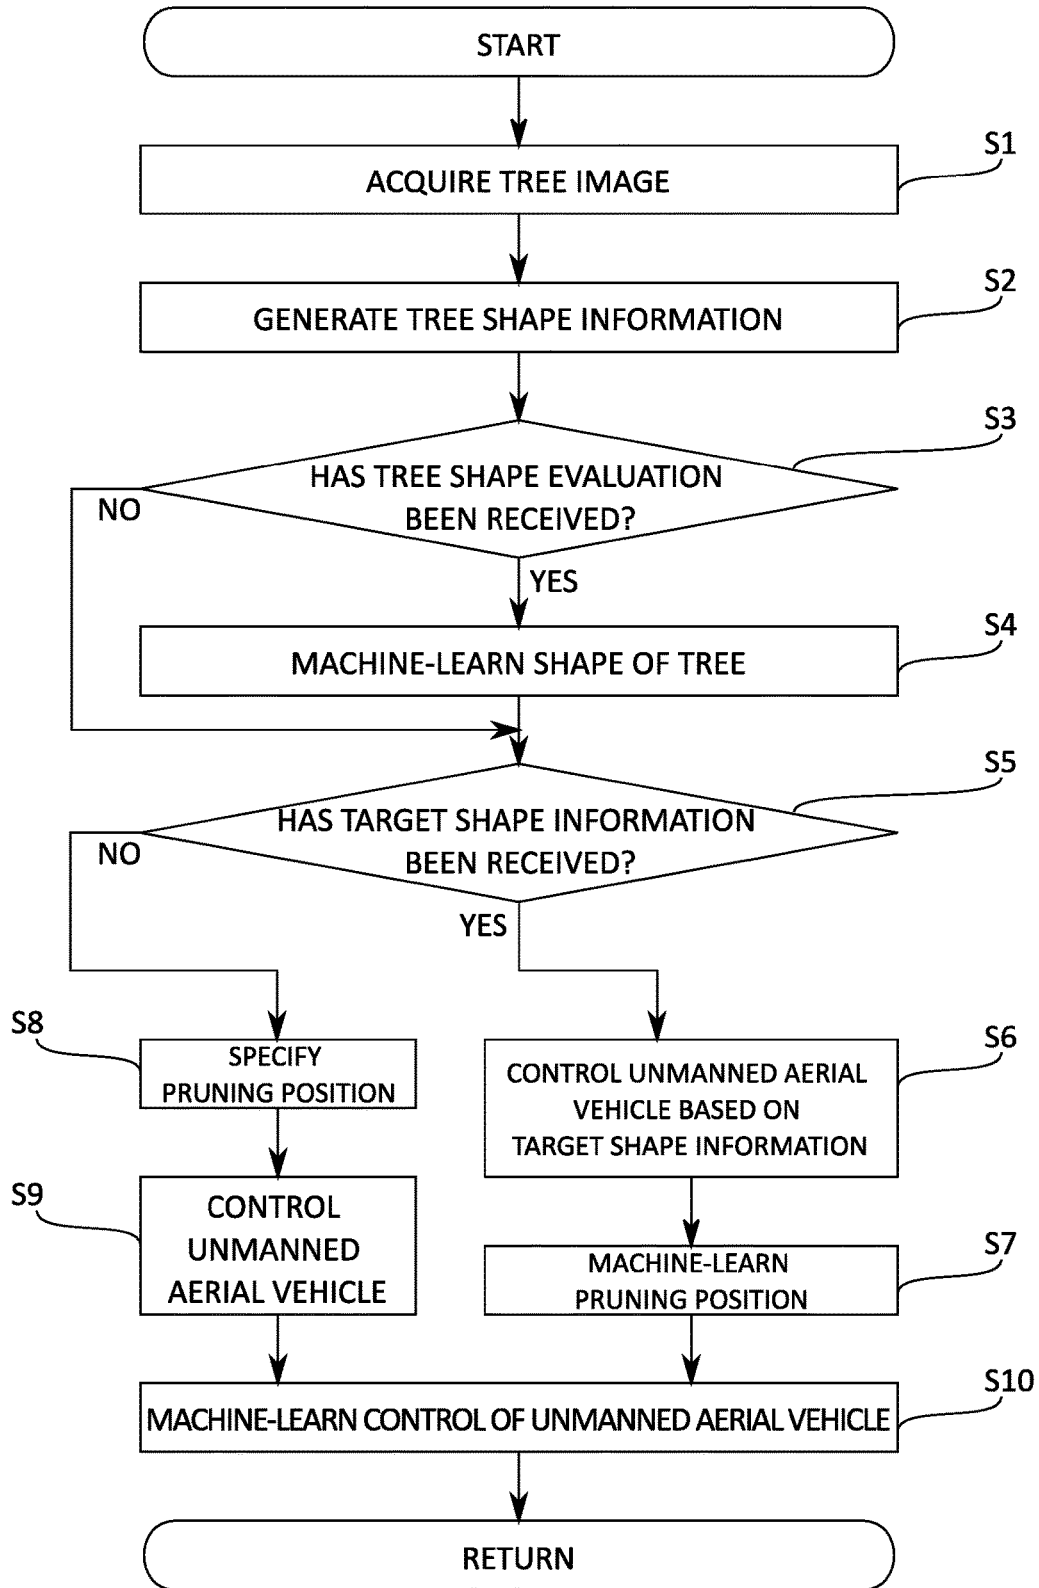 START
S1
ACQUIRE TREE IMAGE
S2
GENERATE TREE SHAPE INFORMATION
S3
HAS TREE SHAPE EVALUATION
BEEN RECEIVED?
NO
YES
S4
MACHINE-LEARN SHAPE OF TREE
S5
HAS TARGET SHAPE INFORMATION
BEEN RECEIVED?
NO
YES
S8
SPECIFY
PRUNING POSITION
S6
CONTROL UNMANNED AERIAL
VEHICLE BASED ON
TARGET SHAPE INFORMATION
S9
CONTROL
UNMANNED
AERIAL VEHICLE
S7
MACHINE-LEARN
PRUNING POSITION
S10
MACHINE-LEARN CONTROL OF UNMANNED AERIAL VEHICLE
RETURN